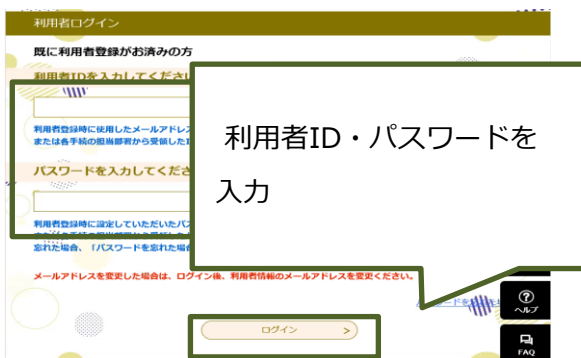 利用者ログイン
既に利用者登録がお済みの方
利用者IDを入力してください
利用者登録時に使用したメールアドレス
または各手続の担当部署から受領した
パスワードを入力してくださ
利用者登録時に設定していただいたパス
忘れた場合、「パスワードを忘れた場合
利用者ID・パスワードを
入力
メールアドレスを変更した場合は、ログイン後、利用者情報のメールアドレスを変更ください。
ログイン >
ヘルプ
FAQ